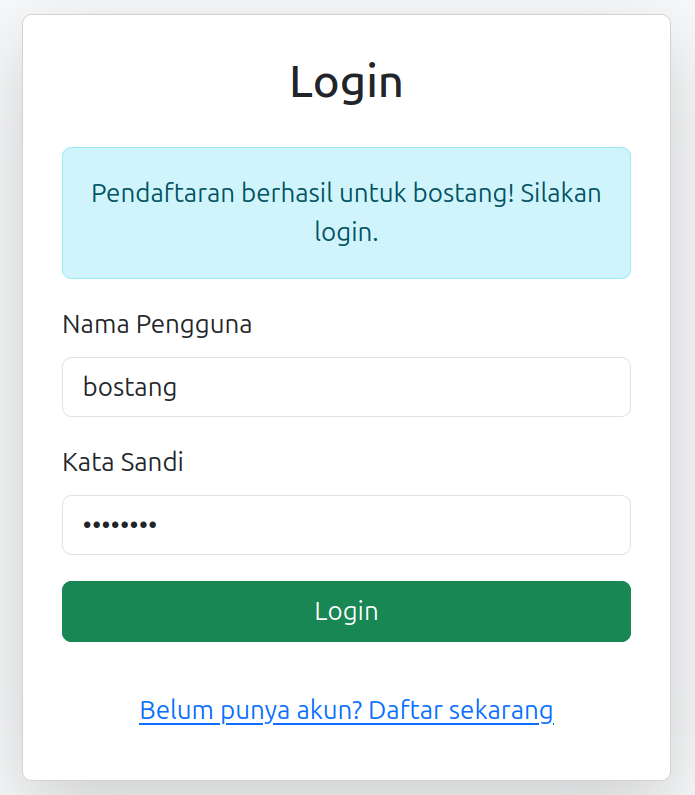 Login
Pendaftaran berhasil untuk bostang! Silakan
login.
Nama Pengguna
bostang
Kata Sandi
••••••••
Login
Belum punya akun? Daftar sekarang